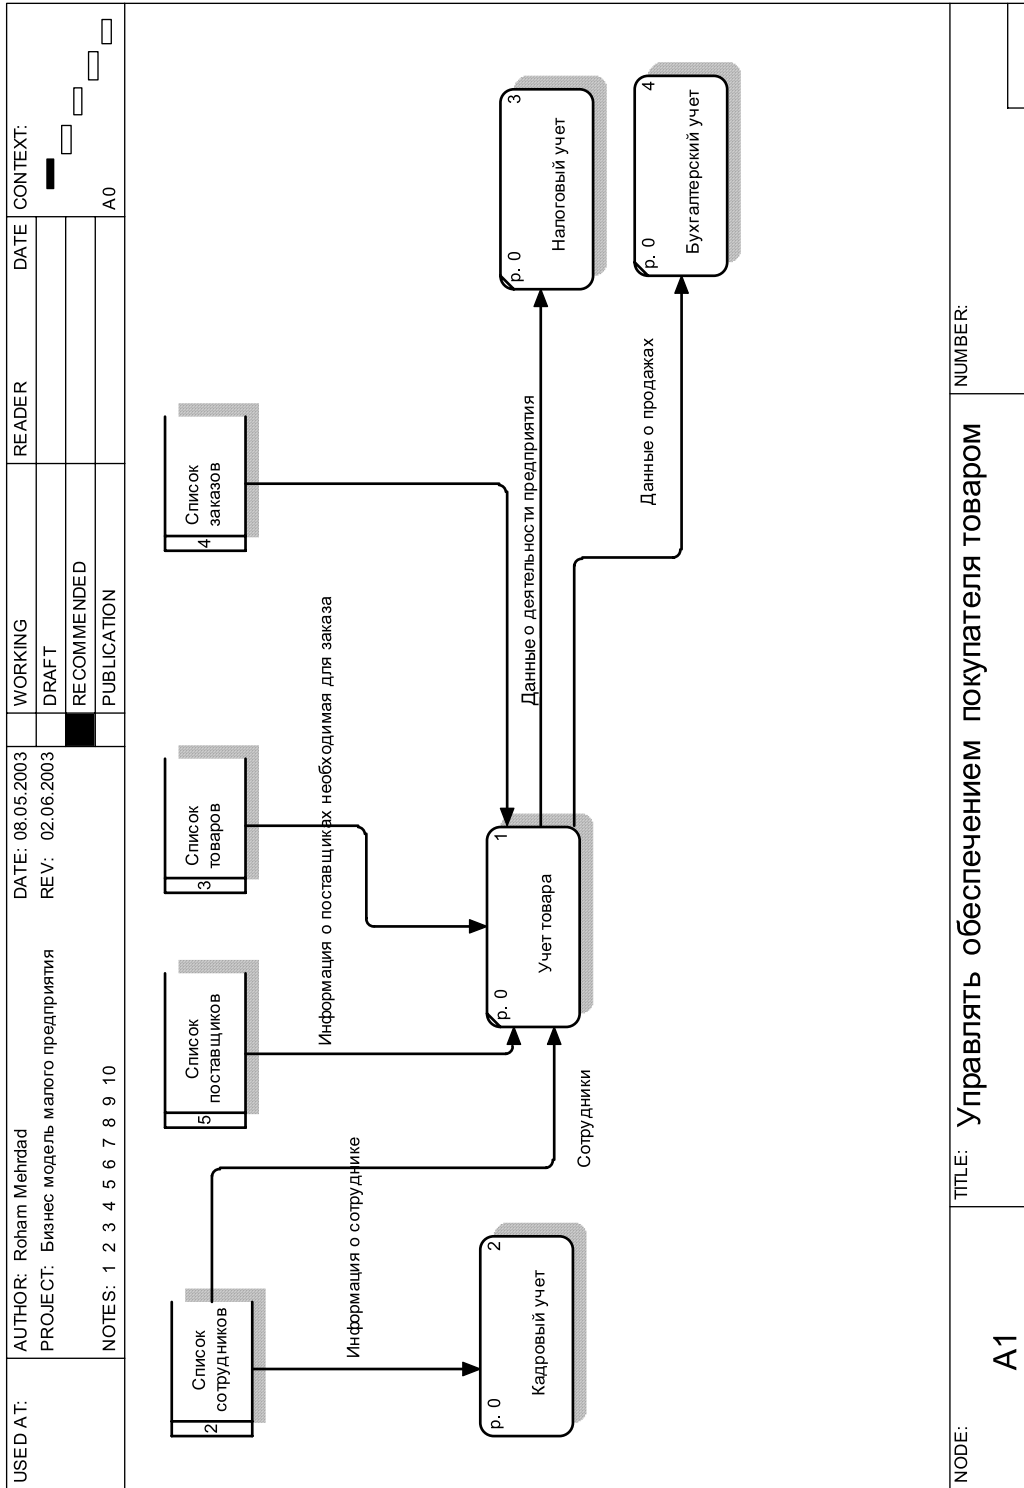 USED AT:
AUTHOR: Roham Mehrdad
DATE: 08.05.2003
PROJECT: Бизнес модель малого предприятия
REV: 02.06.2003
NOTES: 1 2 3 4 5 6 7 8 9 10
WORKING
DRAFT
RECOMMENDED
PUBLICATION
READER
DATE
CONTEXT:
A0
2
Список
сотрудников
5
Список
поставщиков
3
Список
товаров
4
Список
заказов
Информация о сотруднике
Информация о поставщиках необходимая для заказа
Сотрудники
p. 0
2
Кадровый учет
p. 0
1
Учет товара
Данные о деятельности предприятия
Данные о продажах
p. 0
3
Налоговый учет
p. 0
4
Бухгалтерский учет
NODE:
A1
TITLE:
Управлять обеспечением покупателя товаром
NUMBER: